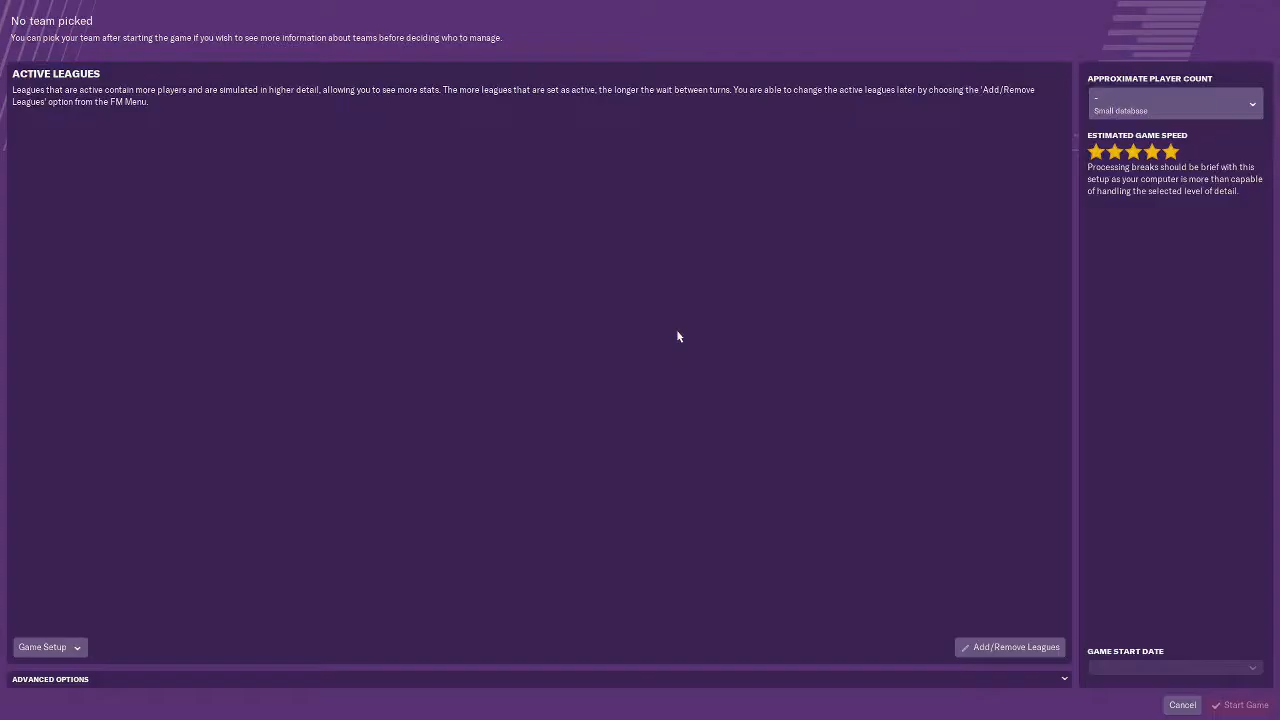 No team picked
You can pick your team after starting the game if you wish to see more information about teams before deciding who to manage.
ACTIVE LEAGUES
Leagues that are active contain more players and are simulated in higher detail, allowing you to see more stats. The more leagues that are set as active, the longer the wait between turns. You are able to change the active leagues later by choosing the 'Add/Remove
Leagues' option from the FM Menu.
APPROXIMATE PLAYER COUNT
-
Small database
ESTIMATED GAME SPEED
Processing breaks should be brief with this
setup as your computer is more than capable
of handling the selected level of detail.
Game Setup
Add/Remove Leagues
GAME START DATE
ADVANCED OPTIONS
Cancel
Start Game